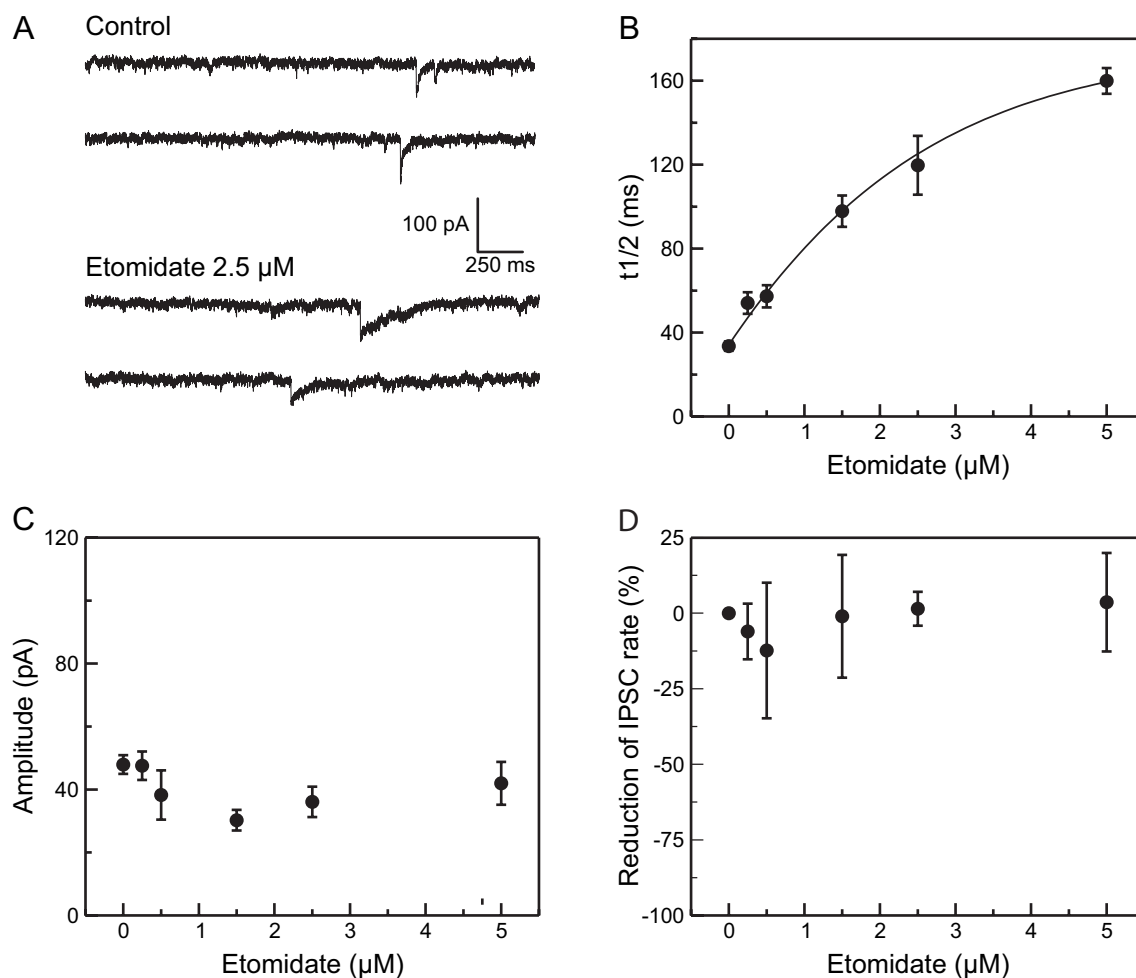 A
Control
100 pA
250 ms
Etomidate 2.5 µM
B
160
120
80
40
0
t1/2 (ms)
0 1 2 3 4 5
Etomidate (µM)
C
120
80
40
0
Amplitude (pA)
0 1 2 3 4 5
Etomidate (µM)
D
25
0
-25
-50
-75
-100
Reduction of IPSC rate (%)
0 1 2 3 4 5
Etomidate (µM)